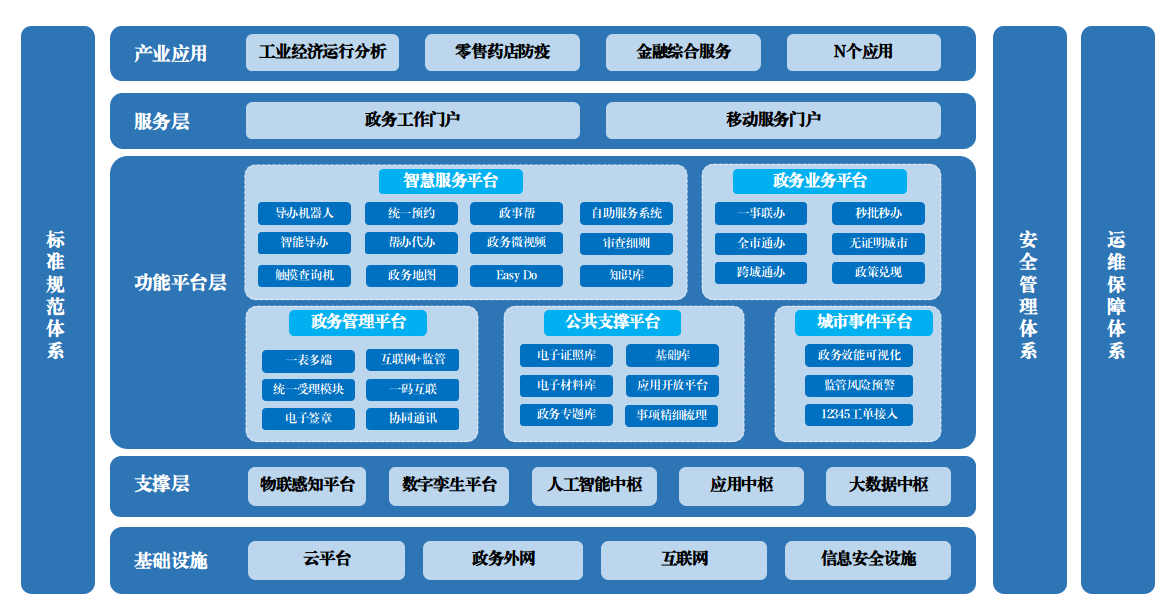 标准规范体系
产业应用
工业经济运行分析
零售药店防疫
金融综合服务
N个应用
服务层
政务工作门户
移动服务门户
功能平台层
智慧服务平台
导办机器人
统一预约
政事帮
自助服务系统
智能导办
帮办代办
政务微视频
审查细则
触摸查询机
政务地图
Easy Do
知识库
政务业务平台
一事联办
秒批秒办
全市通办
无证明城市
跨域通办
政策兑现
政务管理平台
一表多端
互联网+监管
统一受理模块
一码互联
电子签章
协同通讯
公共支撑平台
电子证照库
基础库
电子材料库
应用开放平台
政务专题库
事项精细梳理
城市事件平台
政务效能可视化
监管风险预警
12345工单接入
支撑层
物联感知平台
数字孪生平台
人工智能中枢
应用中枢
大数据中枢
基础设施
云平台
政务外网
互联网
信息安全设施
安全管理体系
运维保障体系